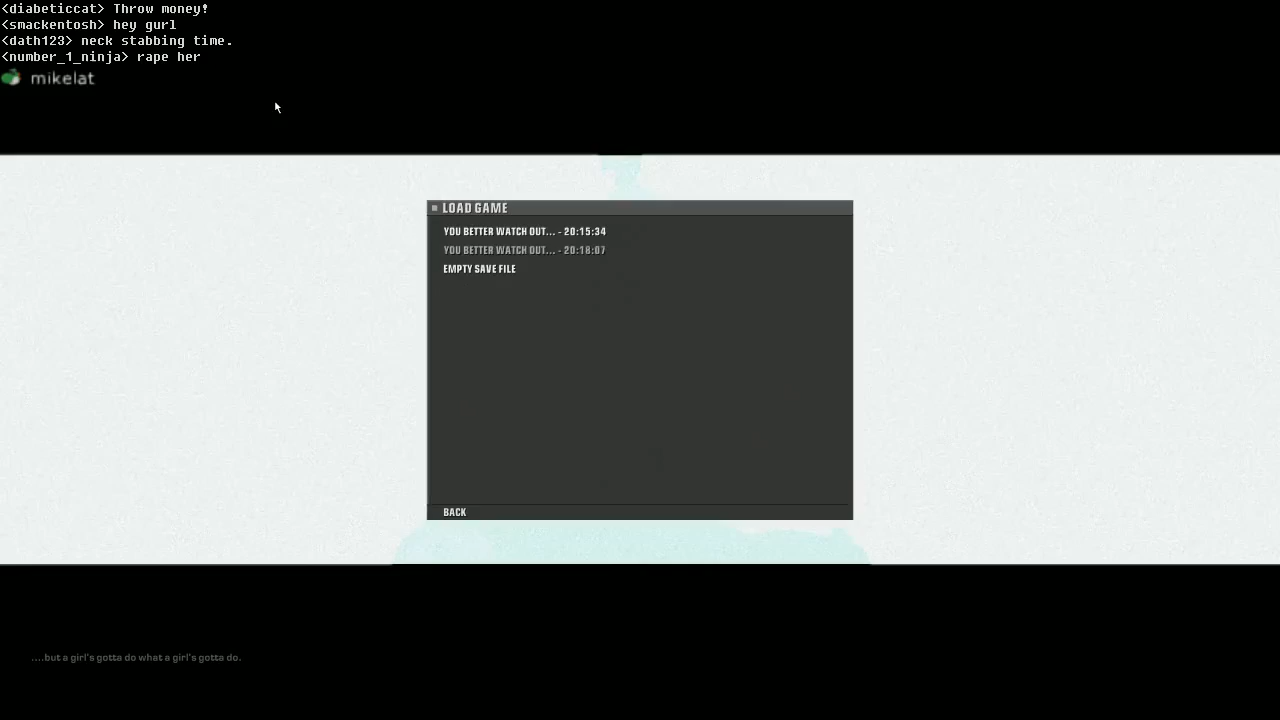 <diabeticcat> Throw money!
<smackentosh> hey gurl
<dath123> neck stabbing time.
<number_1_ninja> rape her
mikelat
LOAD GAME
YOU BETTER WATCH OUT... - 20:15:34
YOU BETTER WATCH OUT... - 20:18:07
EMPTY SAVE FILE
BACK
....but a girl's gotta do what a girl's gotta do.